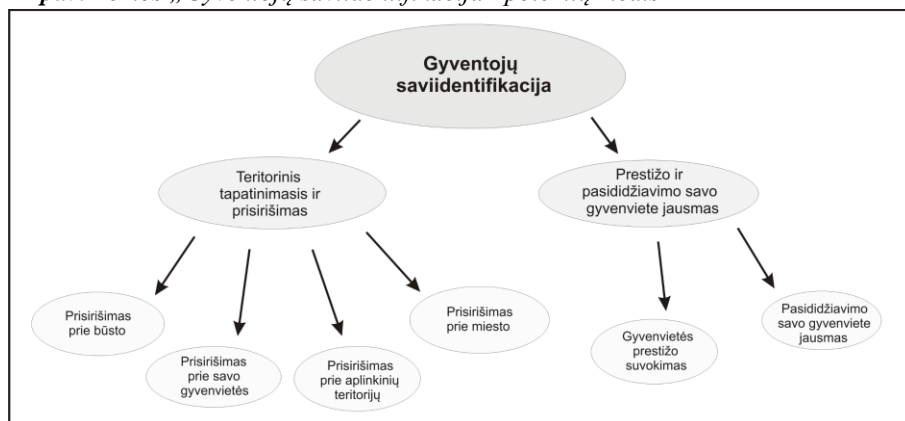 Gyventojų
saviidentifikacija
Teritorinis
tapatinimasis ir
prisirišimas
Prestižo ir
pasididžiavimo savo
gyvenviete jausmas
Prisirišimas
prie būsto
Prisirišimas
prie savo
gyvenvietės
Prisirišimas
prie aplinkinių
teritorijų
Prisirišimas
prie miesto
Gyvenvietės
prestižo
suvokimas
Pasididžiavimo
savo gyvenviete
jausmas